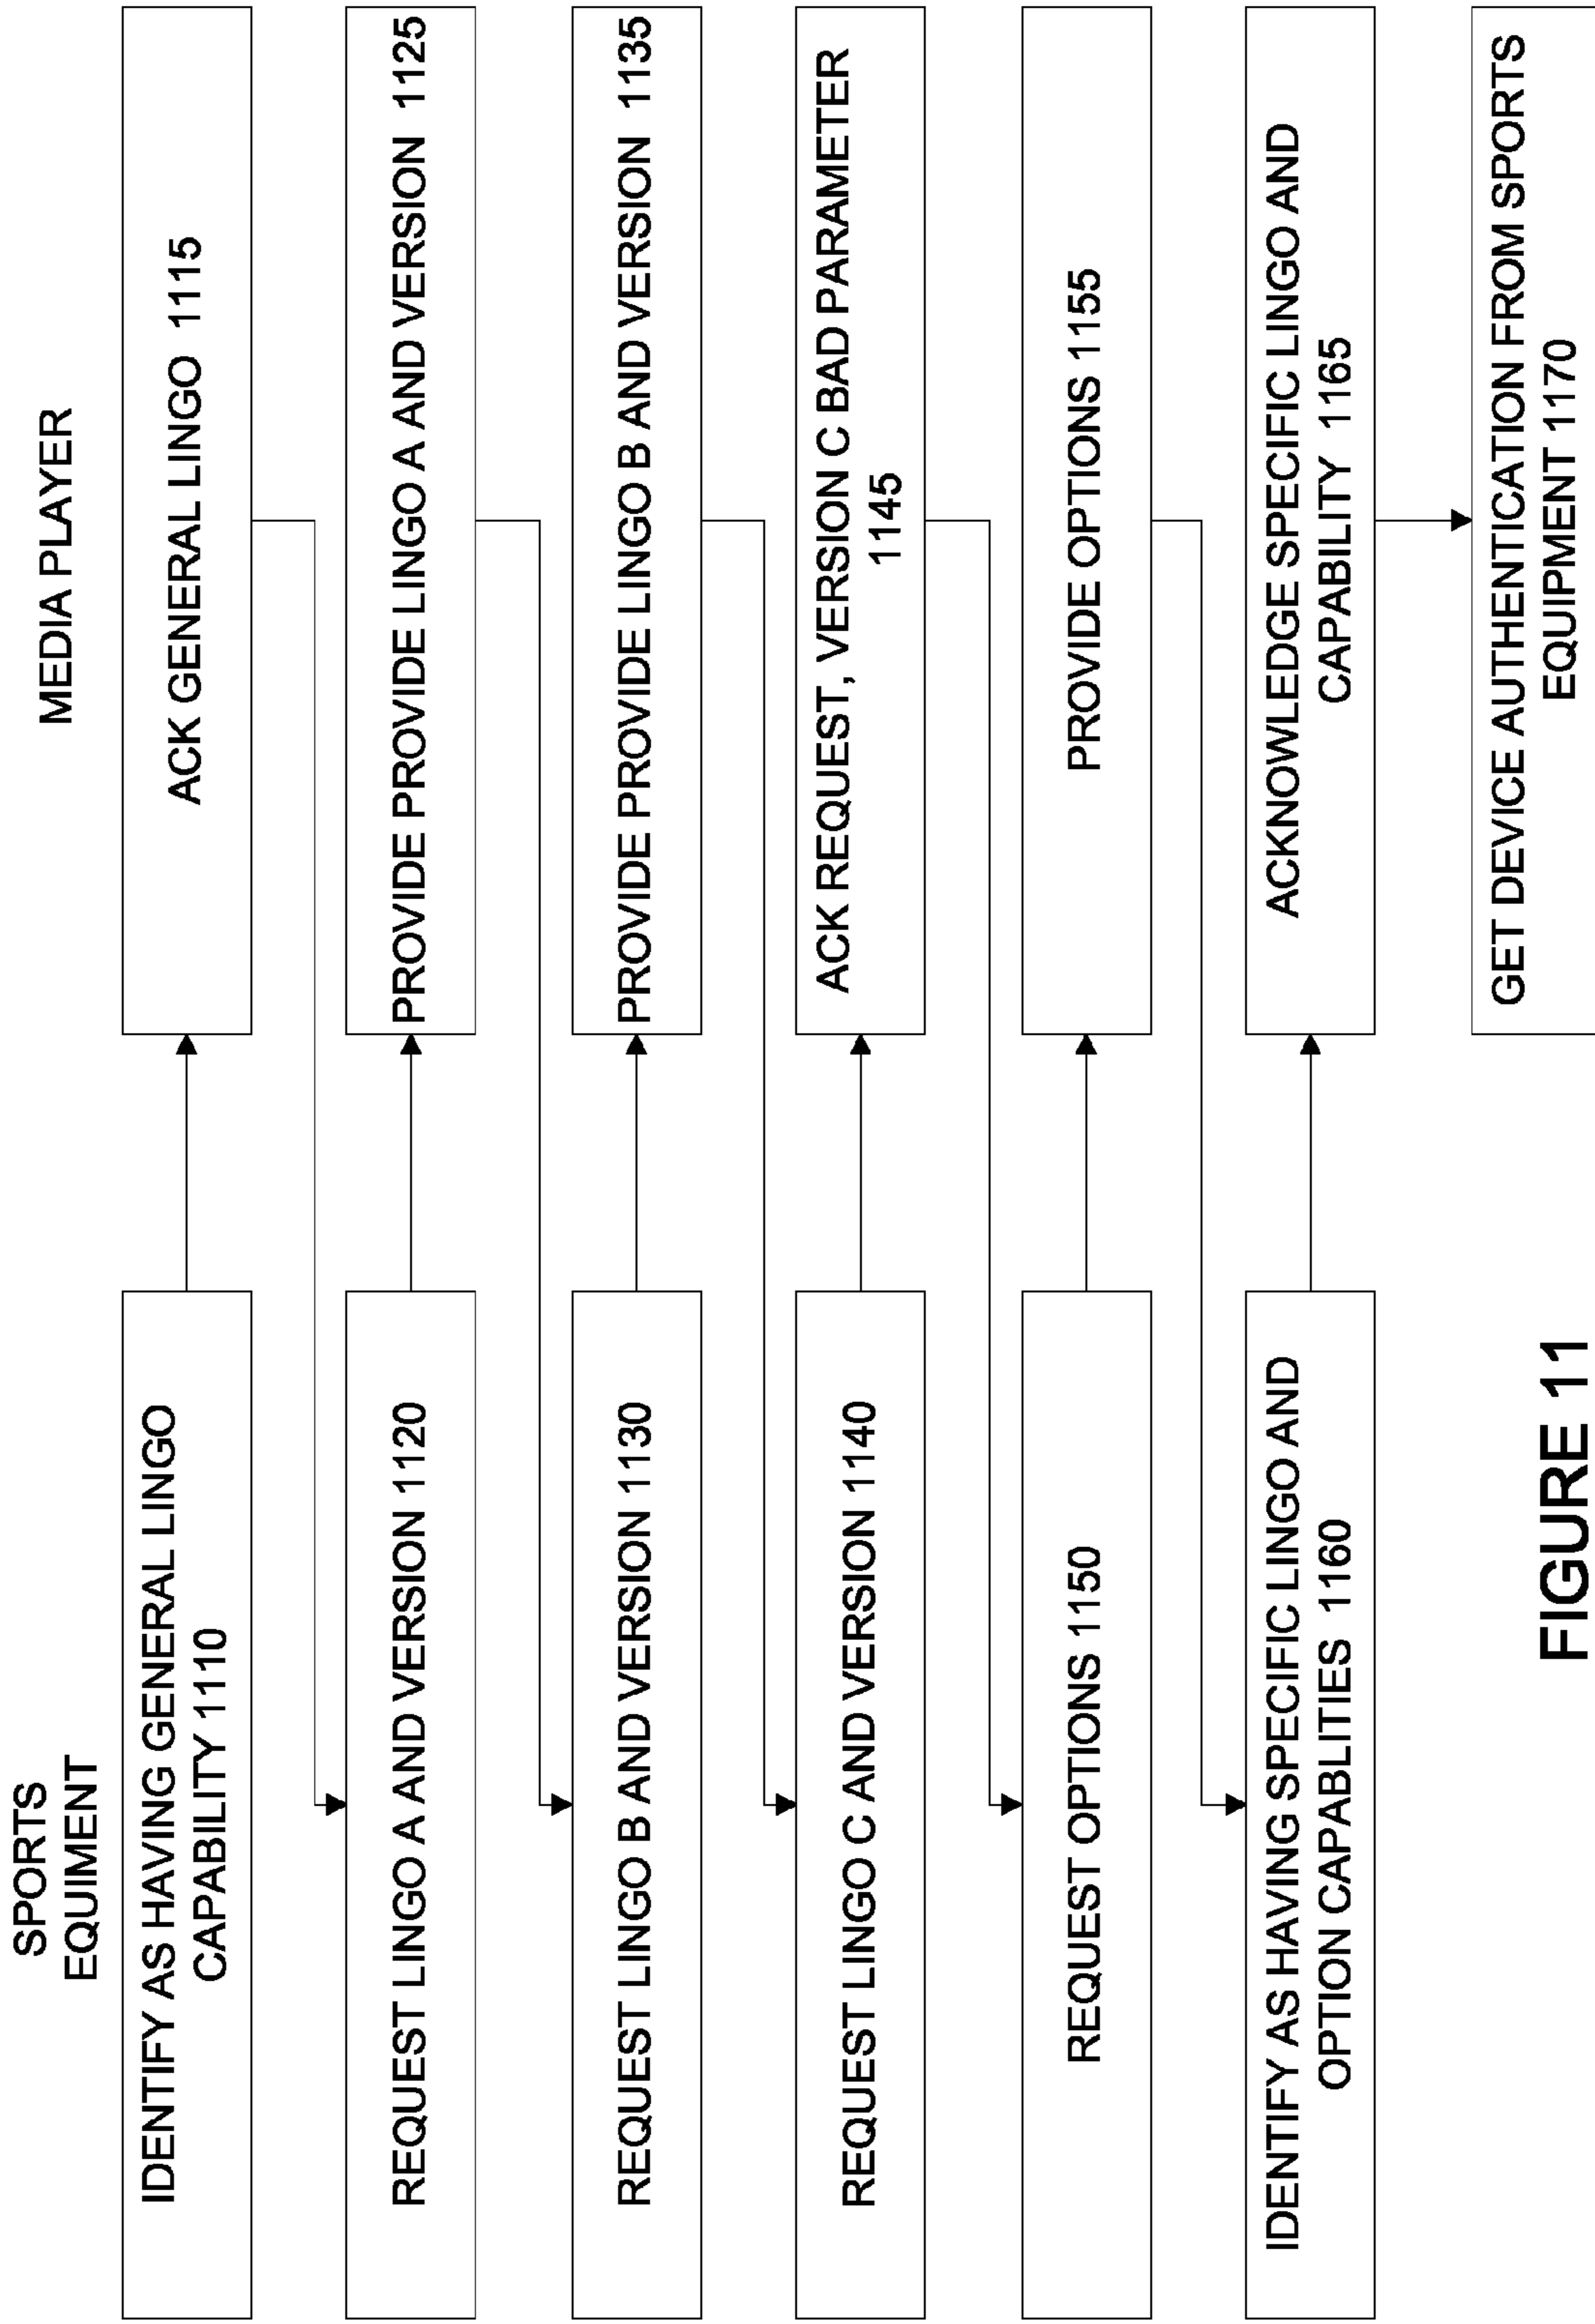 SPORTS
EQUIMENT
MEDIA PLAYER
IDENTIFY AS HAVING GENERAL LINGO
CAPABILITY 1110
ACK GENERAL LINGO 1115
REQUEST LINGO A AND VERSION 1120
PROVIDE PROVIDE LINGO A AND VERSION 1125
REQUEST LINGO B AND VERSION 1130
PROVIDE PROVIDE LINGO B AND VERSION 1135
REQUEST LINGO C AND VERSION 1140
ACK REQUEST, VERSION C BAD PARAMETER
1145
REQUEST OPTIONS 1150
PROVIDE OPTIONS 1155
IDENTIFY AS HAVING SPECIFIC LINGO AND
OPTION CAPABLITIES 1160
ACKNOWLEDGE SPECIFIC LINGO AND
CAPABILITY 1165
GET DEVICE AUTHENTICATION FROM SPORTS
EQUIPMENT 1170
FIGURE 11